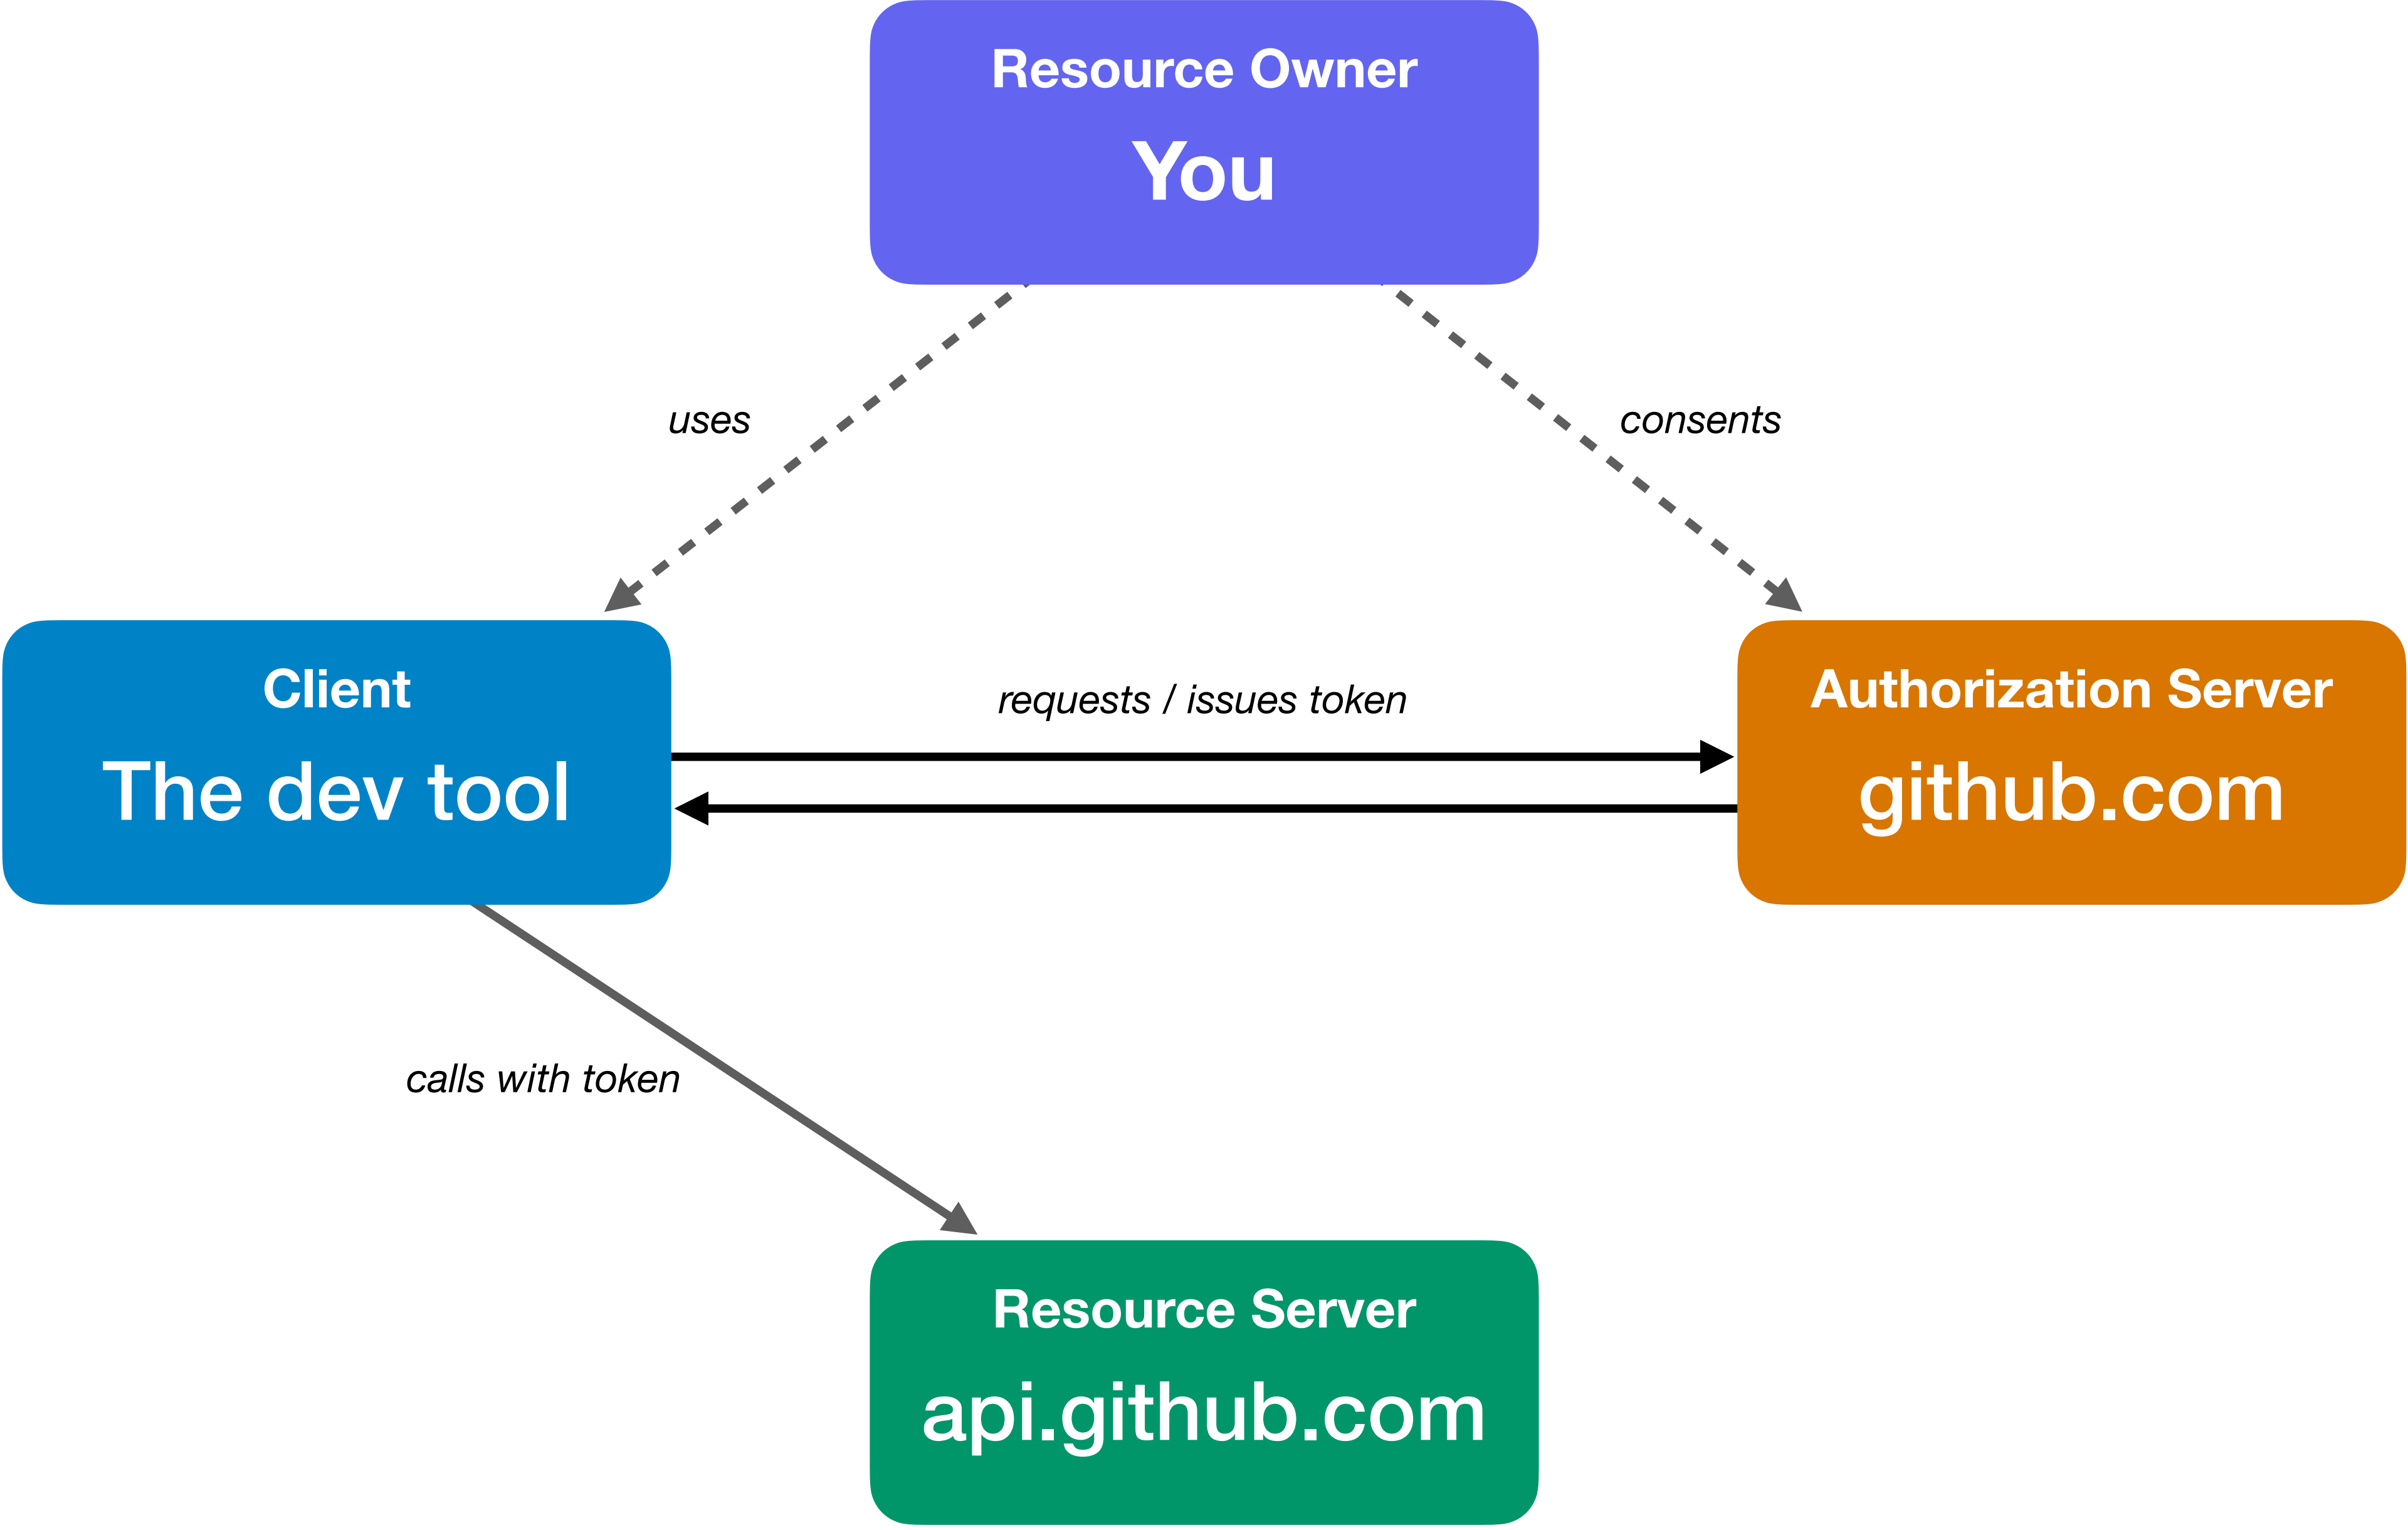 Resource Owner
You
uses
consents
Client
The dev tool
requests / issues token
Authorization Server
github.com
calls with token
Resource Server
api.github.com